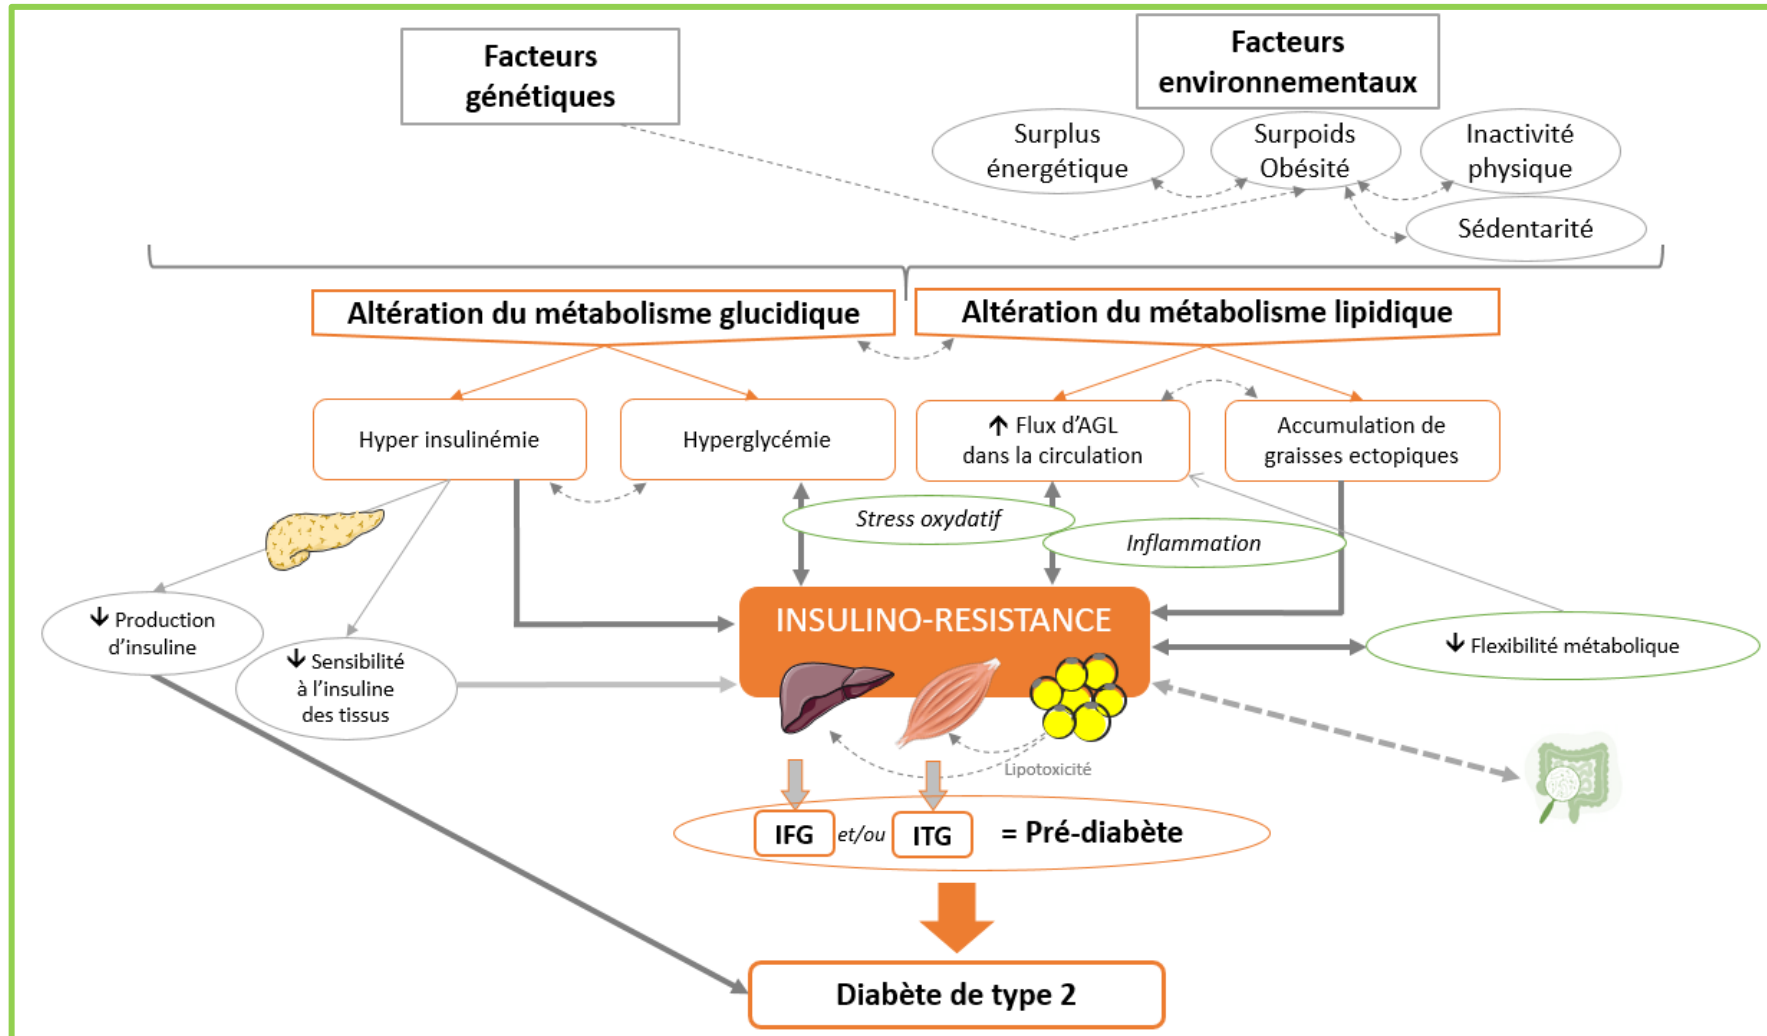 Facteurs
génétiques
Facteurs
environnementaux
Surplus
énergétique
Surpoids
Obésité
Inactivité
physique
Sédentarité
Altération du métabolisme glucidique
Altération du métabolisme lipidique
Hyper insulinémie
Hyperglycémie
↑ Flux d’AGL
dans la circulation
Accumulation de
graisses ectopiques
Stress oxydatif
Inflammation
↓ Production
d’insuline
↓ Sensibilité
à l’insuline
des tissus
INSULINO-RESISTANCE
↓ Flexibilité métabolique
Lipotoxicité
IFG et/ou ITG = Pré-diabète
Diabète de type 2